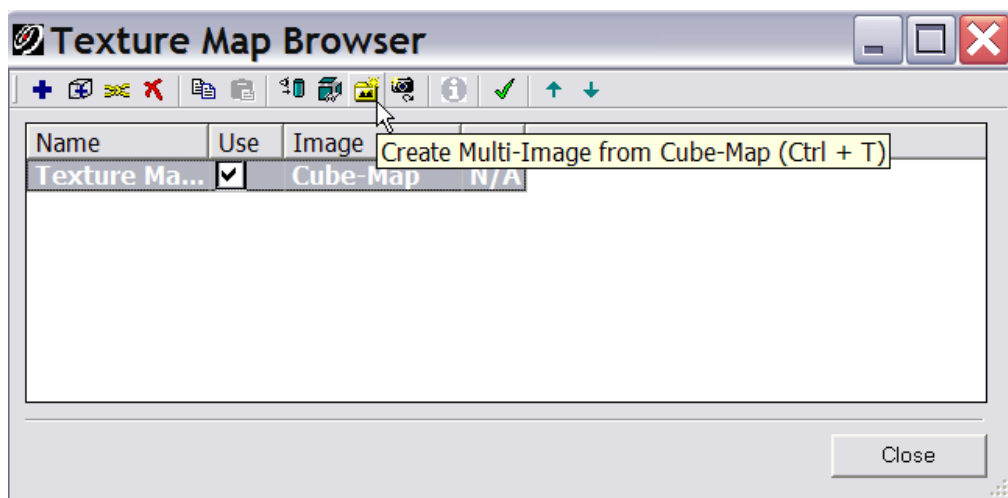 Texture Map Browser
Name Use Image
Create Multi-Image from Cube-Map (Ctrl + T)
Texture Ma... Cube-Map N/A
Close